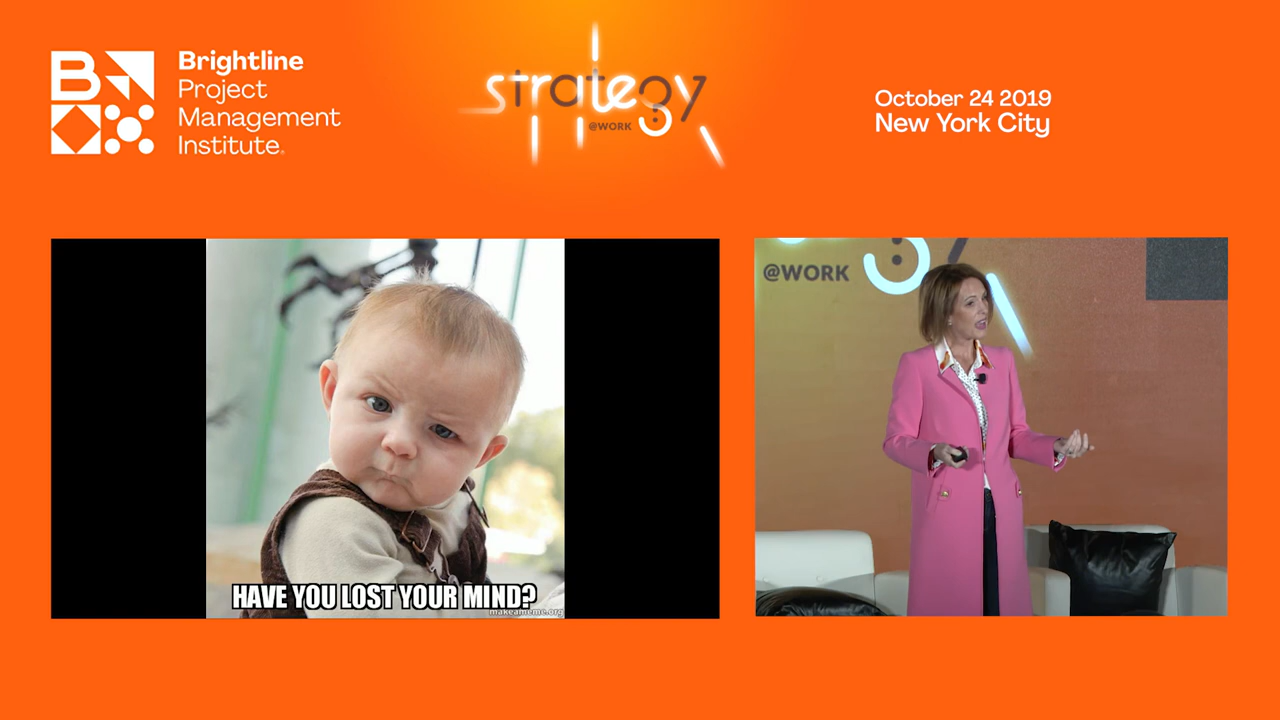 Brightline
Project
Management
Institute
strategy
@WORK
October 24 2019
New York City
HAVE YOU LOST YOUR MIND?
makeameme.org
@WORK